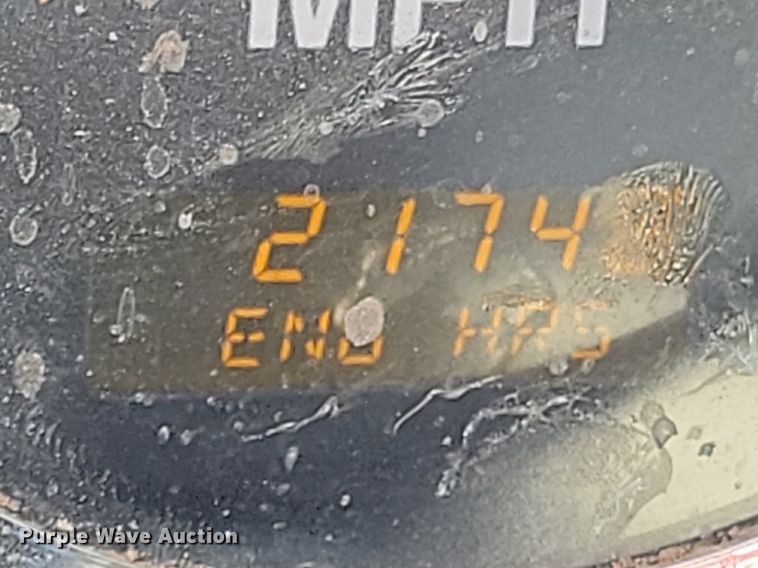 MPH
2174
ENG HRS
Purple Wave Auction